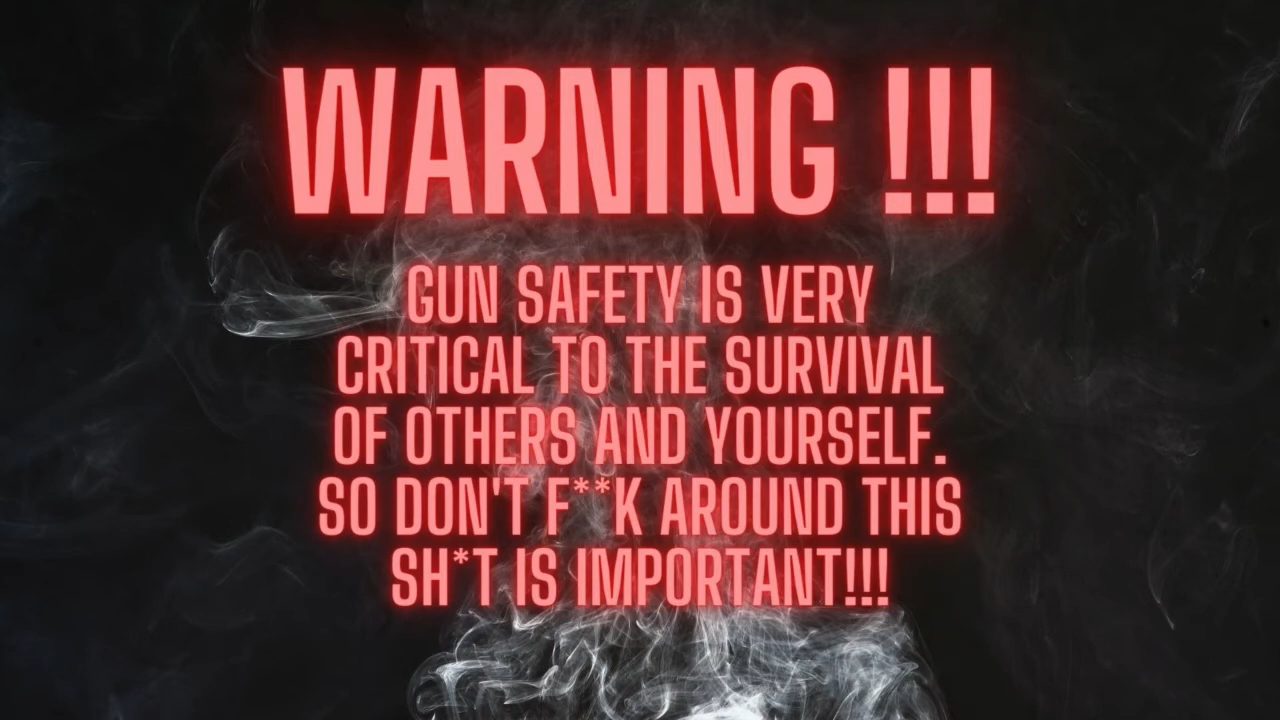 WARNING !!!
GUN SAFETY IS VERY
CRITICAL TO THE SURVIVAL
OF OTHERS AND YOURSELF.
SO DON'T F**K AROUND THIS
SH*T IS IMPORTANT!!!